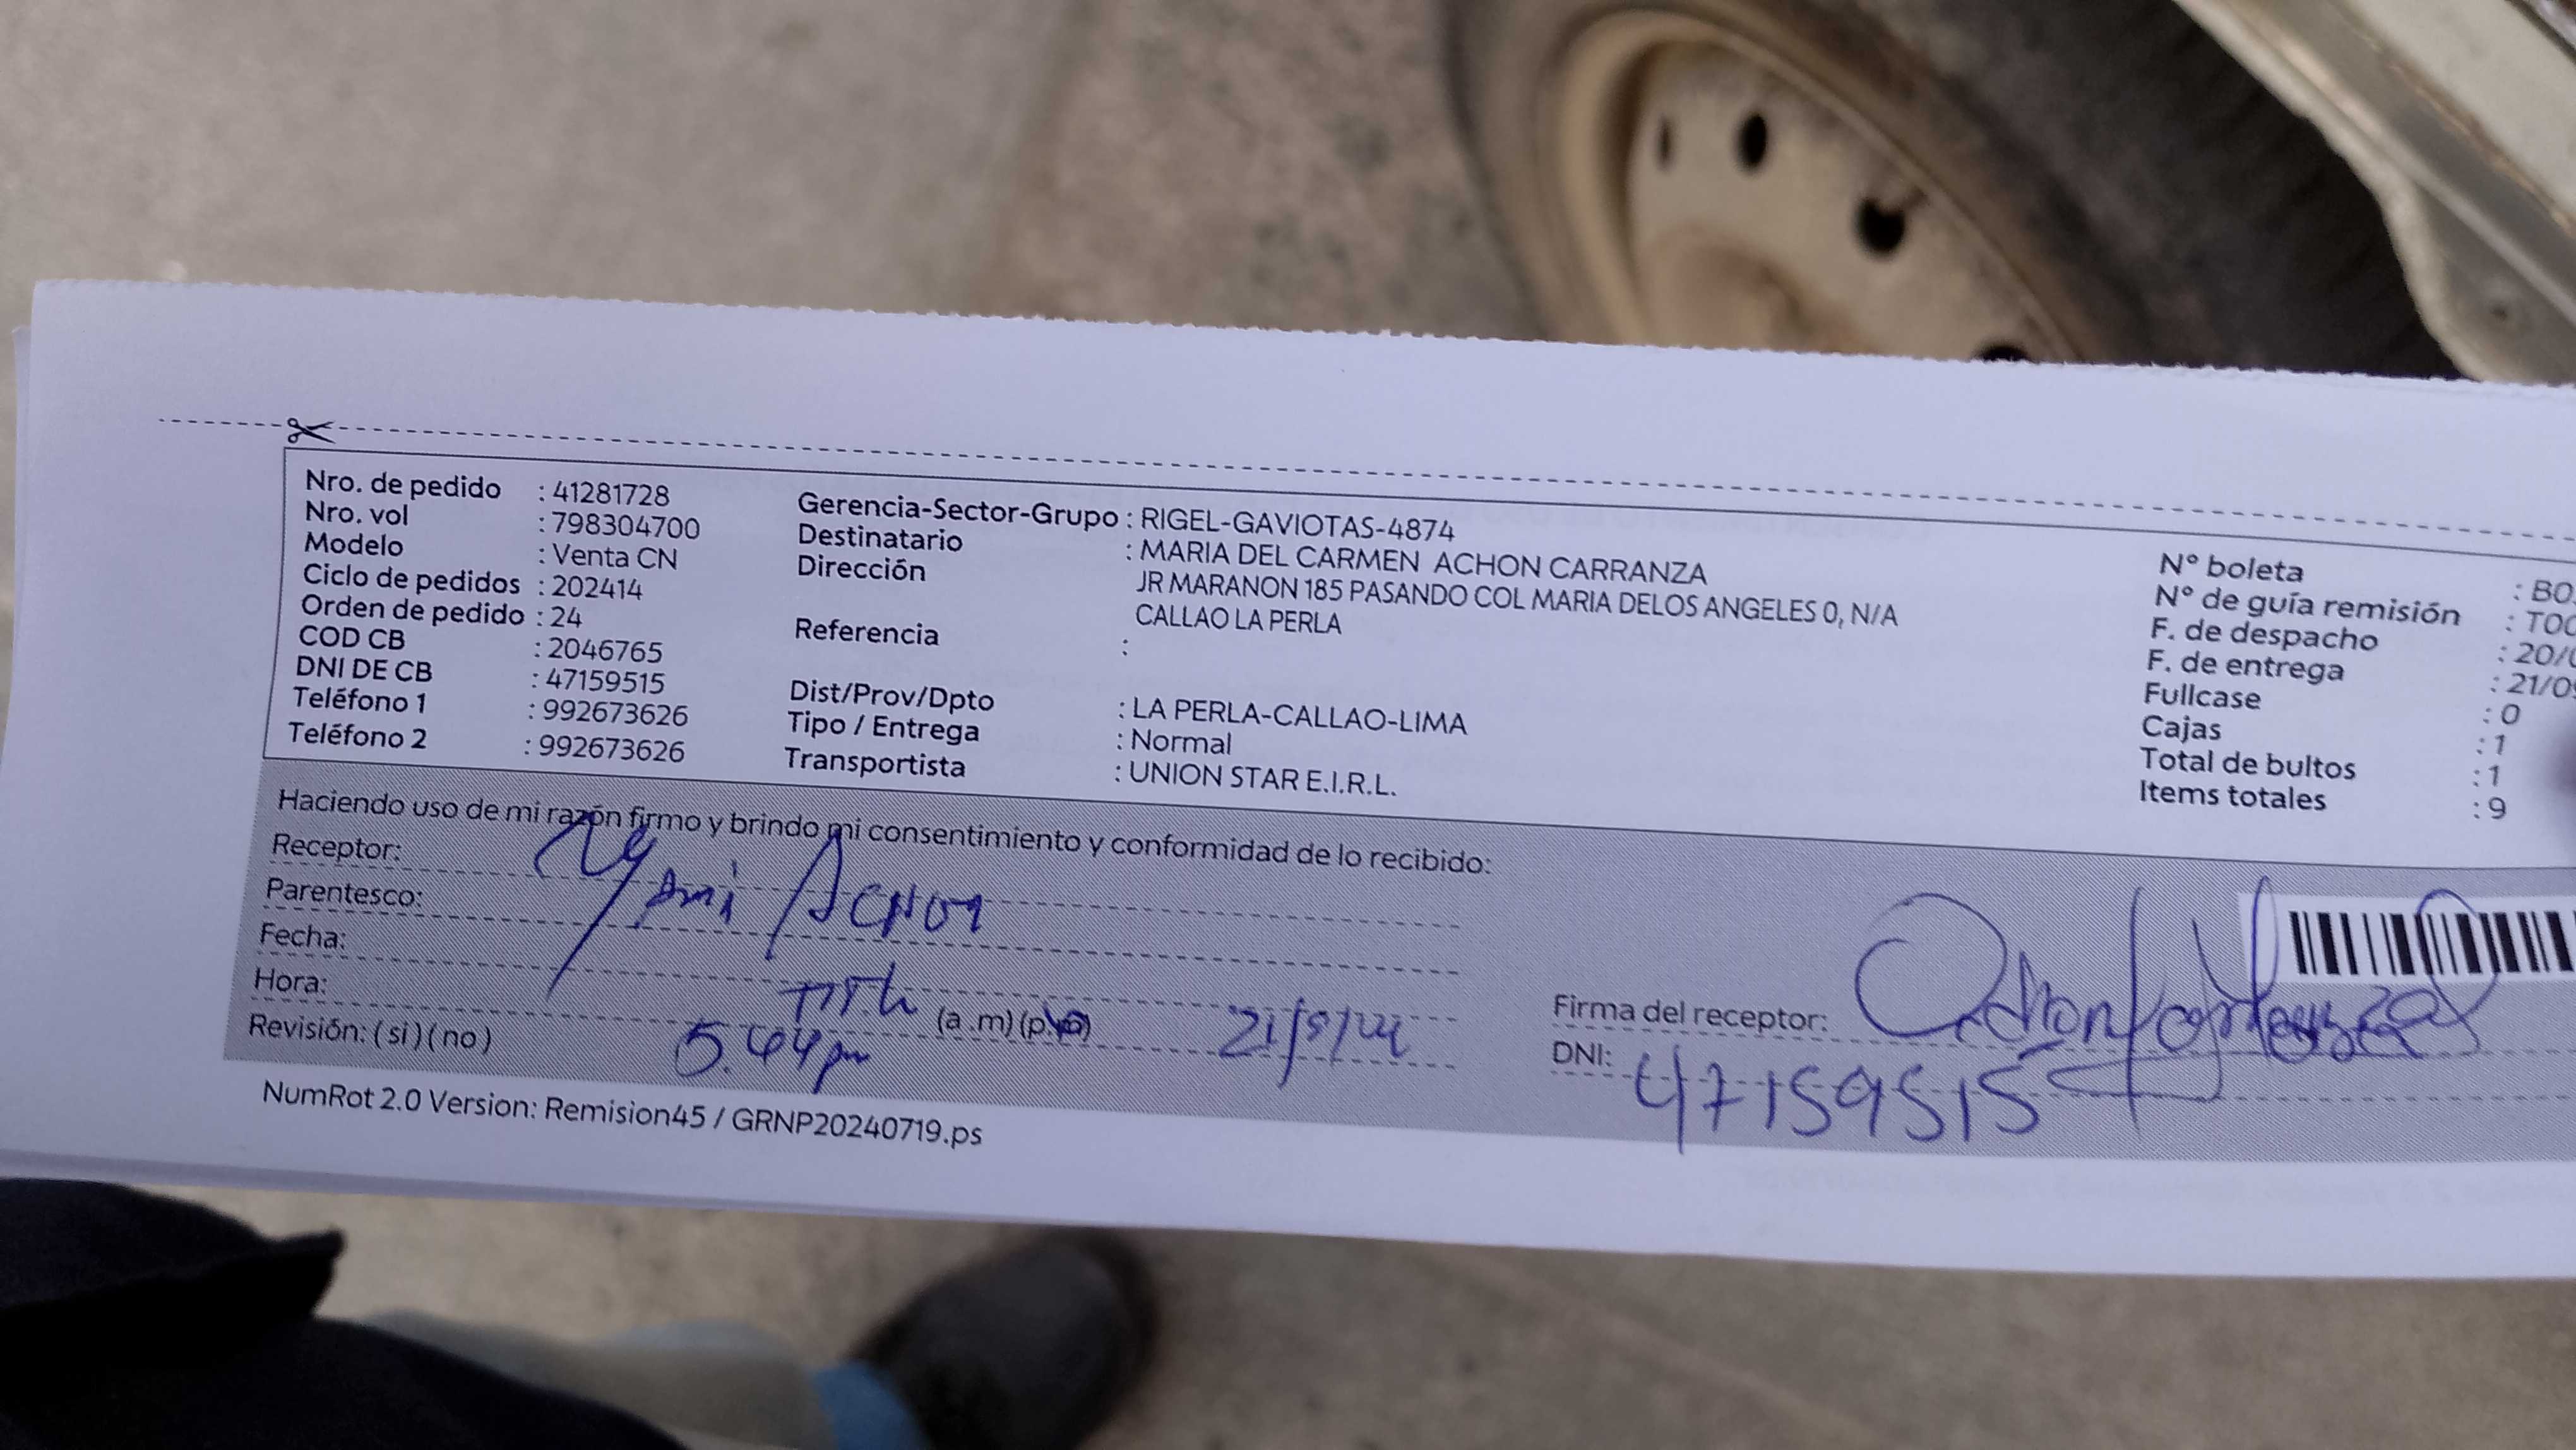 Nro. de pedido : 41281728
Nro. vol : 798304700
Modelo : Venta CN
Ciclo de pedidos : 202414
Orden de pedido : 24
COD CB : 2046765
DNI DE CB : 47159515
Teléfono 1 : 992673626
Teléfono 2 : 992673626
Gerencia-Sector-Grupo : RIGEL-GAVIOTAS-4874
Destinatario : MARIA DEL CARMEN ACHON CARRANZA
Dirección JR MARANON 185 PASANDO COL MARIA DELOS ANGELES 0, N/A
CALLAO LA PERLA
Referencia :
Dist/Prov/Dpto : LA PERLA-CALLAO-LIMA
Tipo / Entrega : Normal
Transportista : UNION STAR E.I.R.L.
N° boleta : BO
N° de guía remisión : TOO
F. de despacho : 20/
F. de entrega : 21/09
Fullcase : 0
Cajas : 1
Total de bultos : 1
Items totales : 9
Haciendo uso de mi razón firmo y brindo mi consentimiento y conformidad de lo recibido:
Receptor:
Parentesco: Achon
Fecha:
Hora: (a.m)(p.
Revisión: (si)(no) 5.44pm
Firma del receptor:
DNI: 47159515
NumRot 2.0 Version: Remision45 / GRNP20240719.ps